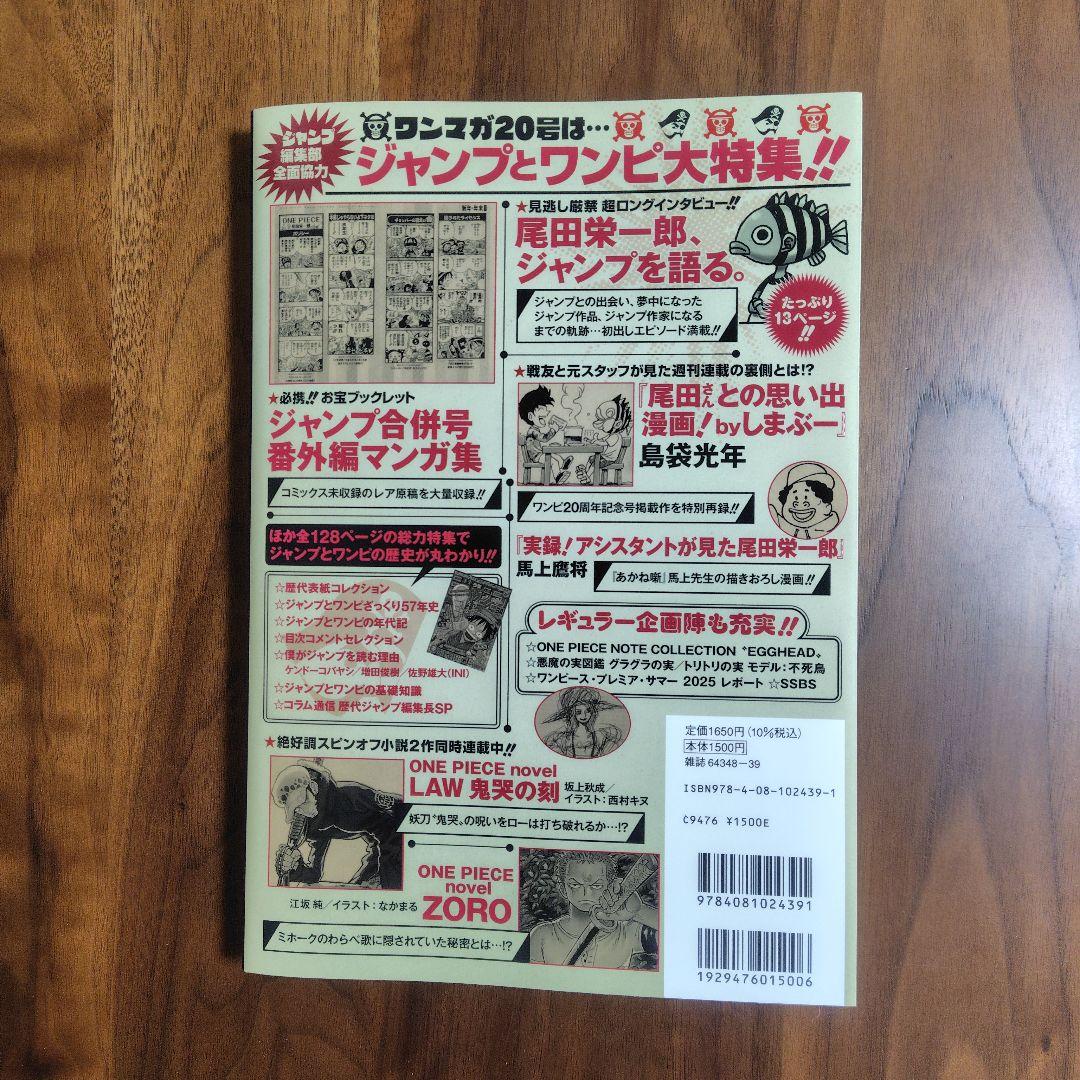 ジャンプ
編集部
全面協力
ワンマガ20号は…
ジャンプとワンピ大特集!!
ONE PIECE
★必携!! お宝ブックレット
ジャンプ合併号
番外編マンガ集
コミックス未収録のレア原稿を大量収録!!
ほか全128ページの総力特集で
ジャンプとワンピの歴史が丸わかり!!
☆歴代表紙コレクション
☆ジャンプとワンピざっくり57年史
☆ジャンプとワンピの年代記
☆目次コメントセレクション
☆僕がジャンプを読む理由
ケンドーコバヤシ/増田俊樹/佐野雄大(INI)
☆ジャンプとワンピの基礎知識
☆コラム通信 歴代ジャンプ編集長SP
★見逃し厳禁 超ロングインタビュー!!
尾田栄一郎、
ジャンプを語る。
ジャンプとの出会い、夢中になった
ジャンプ作品、ジャンプ作家になる
までの軌跡…初出しエピソード満載!!
たっぷり
13ページ
!!
★戦友と元スタッフが見た週刊連載の裏側とは!?
『尾田さんとの思い出
漫画!byしまぶー』
島袋光年
ワンピ20周年記念号掲載作を特別再録!!
『実録!アシスタントが見た尾田栄一郎』
馬上鷹将
『あかね噺』馬上先生の描きおろし漫画!!
レギュラー企画陣も充実!!
☆ONE PIECE NOTE COLLECTION〝EGGHEAD〟
☆悪魔の実図鑑 グラグラの実/トリトリの実 モデル:不死鳥
☆ワンピース・プレミア・サマー 2025 レポート ☆SSBS
★絶好調スピンオフ小説2作同時連載中!!
ONE PIECE novel
LAW 鬼哭の刻
坂上秋成/
イラスト:西村キヌ
妖刀〝鬼哭〟の呪いをローは打ち破れるか…!?
ONE PIECE
novel
ZORO
江坂 純/イラスト:なかまる
ミホークのわらべ歌に隠されていた秘密とは…!?
定価1650円(10%税込)
本体1500円
雑誌 64348-39
ISBN978-4-08-102439-1
C9476 ¥1500E
9784081024391
1929476015006